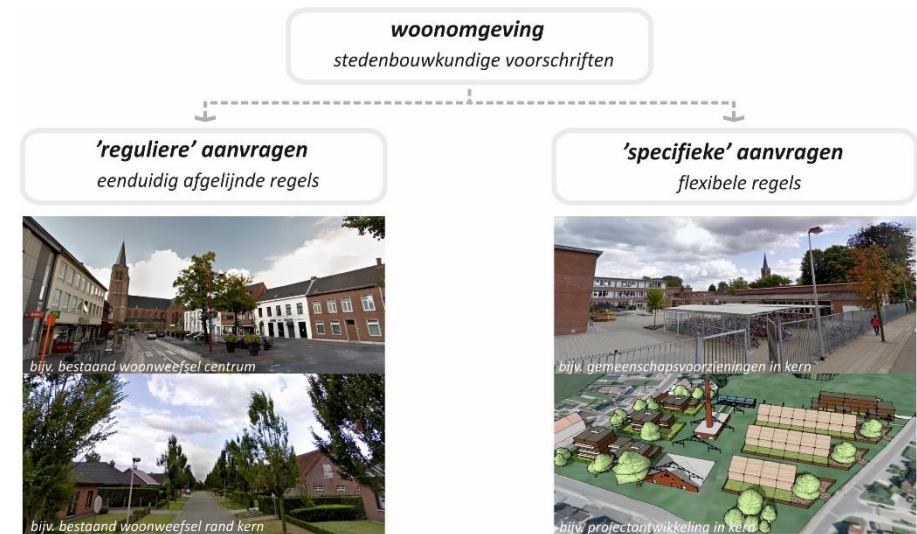 woonomgeving
stedenbouwkundige voorschriften
'reguliere' aanvragen
eenduidig afgelijnde regels
'specifieke' aanvragen
flexibele regels
bijv. bestaand woonweefsel centrum
bijv. gemeenschapsvoorzieningen in kern
bijv. bestaand woonweefsel rand kern
bijv. projectontwikkeling in kern